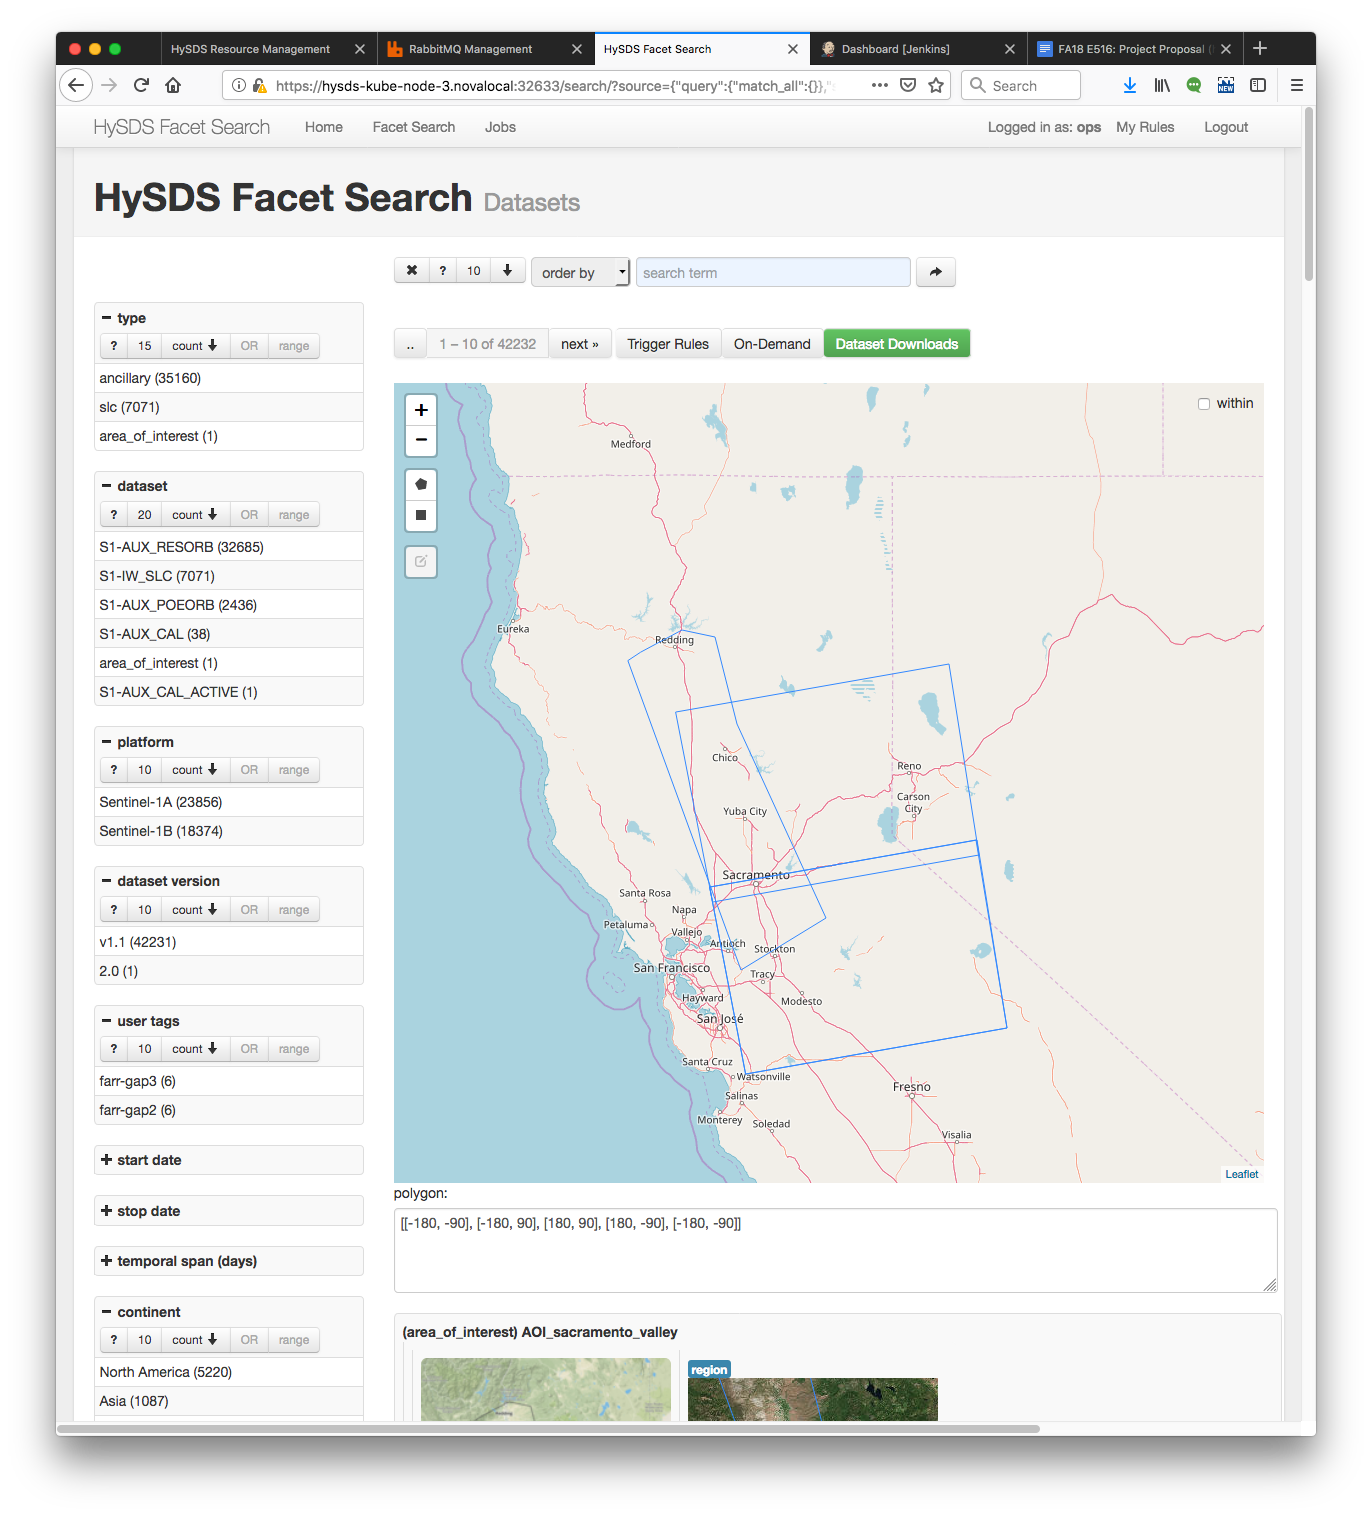 HySDS Resource Management
RabbitMQ Management
HySDS Facet Search
Dashboard [Jenkins]
FA18 E516: Project Proposal
https://hysds-kube-node-3.novalocal:32633/search/?source={"query":{"match_all":{}},"
Search
NEW
HySDS Facet Search
Home
Facet Search
Jobs
Logged in as: ops
My Rules
Logout
HySDS Facet Search Datasets
? 10
order by
search term
.. 1 – 10 of 42232 next »
Trigger Rules
On-Demand
Dataset Downloads
type
? 15 count OR range
ancillary (35160)
slc (7071)
area_of_interest (1)
dataset
? 20 count OR range
S1-AUX_RESORB (32685)
S1-IW_SLC (7071)
S1-AUX_POEORB (2436)
S1-AUX_CAL (38)
area_of_interest (1)
S1-AUX_CAL_ACTIVE (1)
platform
? 10 count OR range
Sentinel-1A (23856)
Sentinel-1B (18374)
dataset version
? 10 count OR range
v1.1 (42231)
2.0 (1)
user tags
? 10 count OR range
farr-gap3 (6)
farr-gap2 (6)
start date
stop date
temporal span (days)
continent
? 10 count OR range
North America (5220)
Asia (1087)
+
−
within
Medford
Eureka
Redding
Chico
Reno
Carson
City
Yuba City
Sacramento
Santa Rosa
Napa
Petaluma
Vallejo
Antioch
Stockton
San Francisco
Tracy
Hayward
Modesto
San José
Santa Cruz
Watsonville
Fresno
Salinas
Monterey
Soledad
Visalia
Leaflet
polygon:
[[-180, -90], [-180, 90], [180, 90], [180, -90], [-180, -90]]
(area_of_interest) AOI_sacramento_valley
region